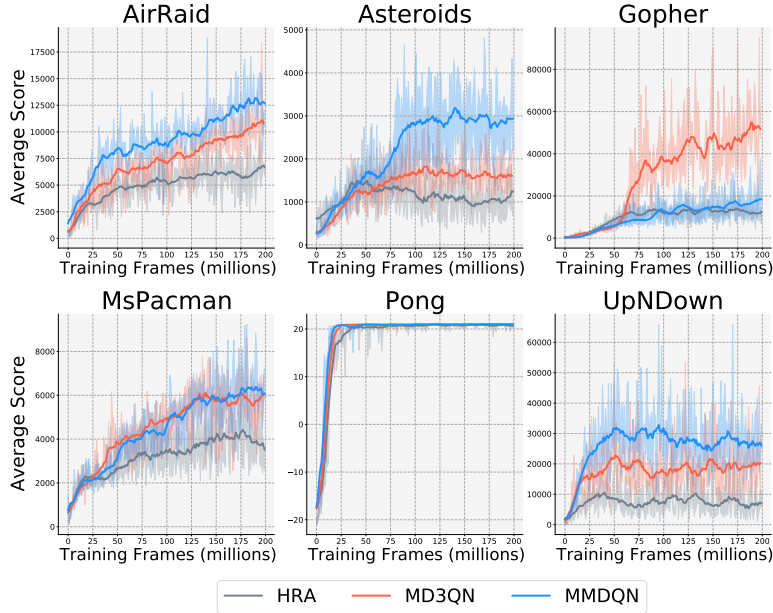 AirRaid
Asteroids
Gopher
Average Score
17500
15000
12500
10000
7500
5000
2500
0
0 25 50 75 100 125 150 175 200
Training Frames (millions)
5000
4000
3000
2000
1000
0
0 25 50 75 100 125 150 175 200
Training Frames (millions)
80000
60000
40000
20000
0
0 25 50 75 100 125 150 175 200
Training Frames (millions)
MsPacman
Pong
UpNDown
Average Score
8000
6000
4000
2000
0
0 25 50 75 100 125 150 175 200
Training Frames (millions)
20
10
0
−10
−20
0 25 50 75 100 125 150 175 200
Training Frames (millions)
60000
50000
40000
30000
20000
10000
0
0 25 50 75 100 125 150 175 200
Training Frames (millions)
HRA MD3QN MMDQN